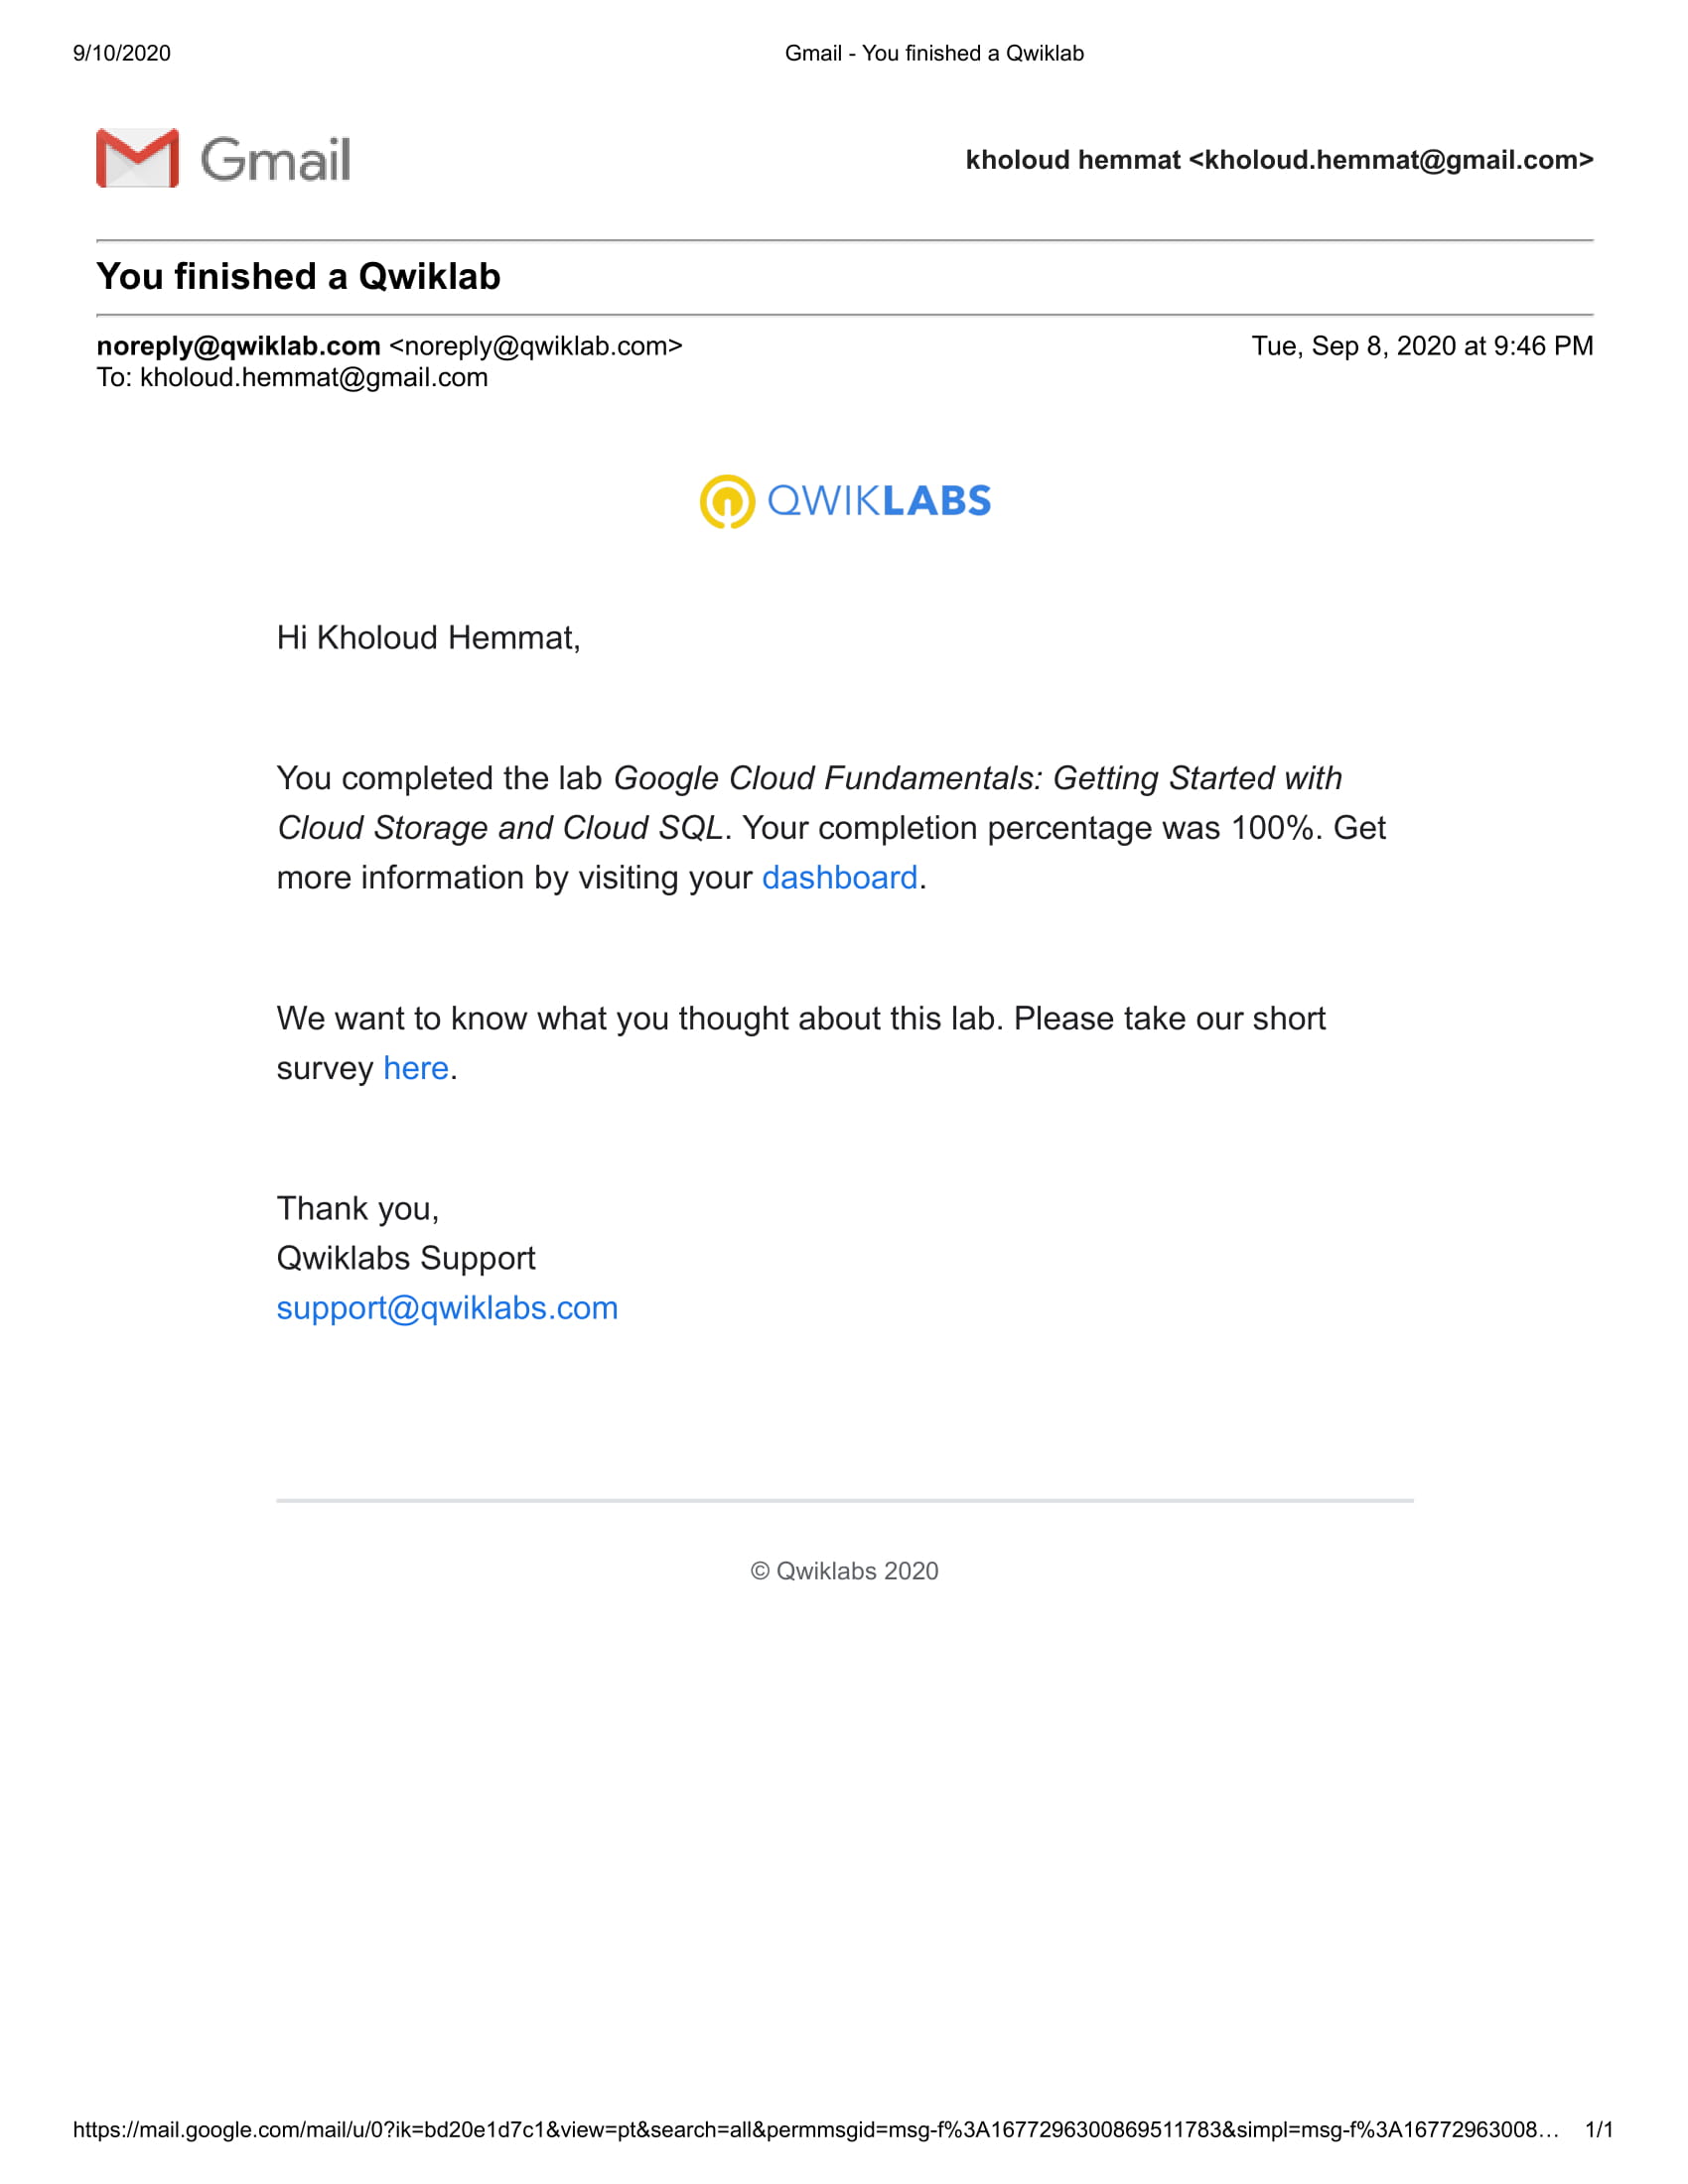 9/10/2020 Gmail - You finished a Qwiklab
Gmail kholoud hemmat <kholoud.hemmat@gmail.com>
You finished a Qwiklab
noreply@qwiklab.com <noreply@qwiklab.com> Tue, Sep 8, 2020 at 9:46 PM
To: kholoud.hemmat@gmail.com
QWIKLABS
Hi Kholoud Hemmat,
You completed the lab Google Cloud Fundamentals: Getting Started with
Cloud Storage and Cloud SQL. Your completion percentage was 100%. Get
more information by visiting your dashboard.
We want to know what you thought about this lab. Please take our short
survey here.
Thank you,
Qwiklabs Support
support@qwiklabs.com
© Qwiklabs 2020
https://mail.google.com/mail/u/0?ik=bd20e1d7c1&view=pt&search=all&permmsgid=msg-f%3A1677296300869511783&simpl=msg-f%3A16772963008… 1/1